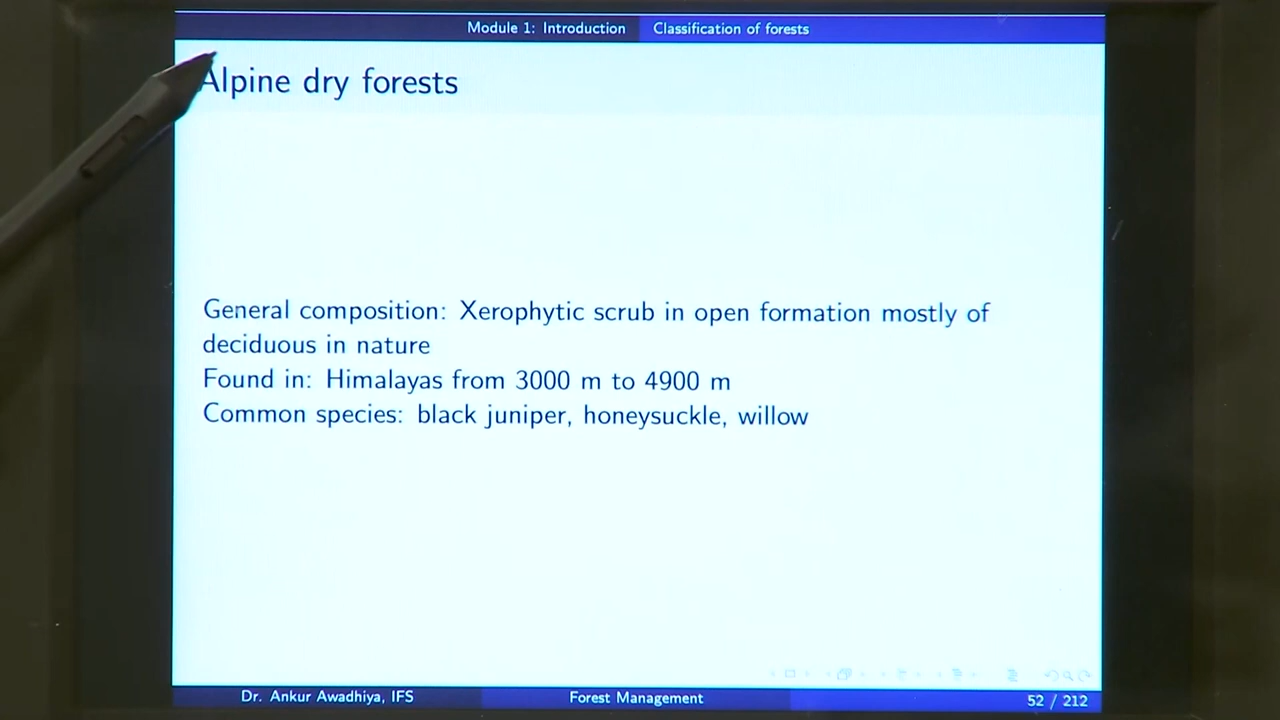 Module 1: Introduction Classification of forests
Alpine dry forests
General composition: Xerophytic scrub in open formation mostly of
deciduous in nature
Found in: Himalayas from 3000 m to 4900 m
Common species: black juniper, honeysuckle, willow
Dr. Ankur Awadhiya, IFS Forest Management 52 / 212